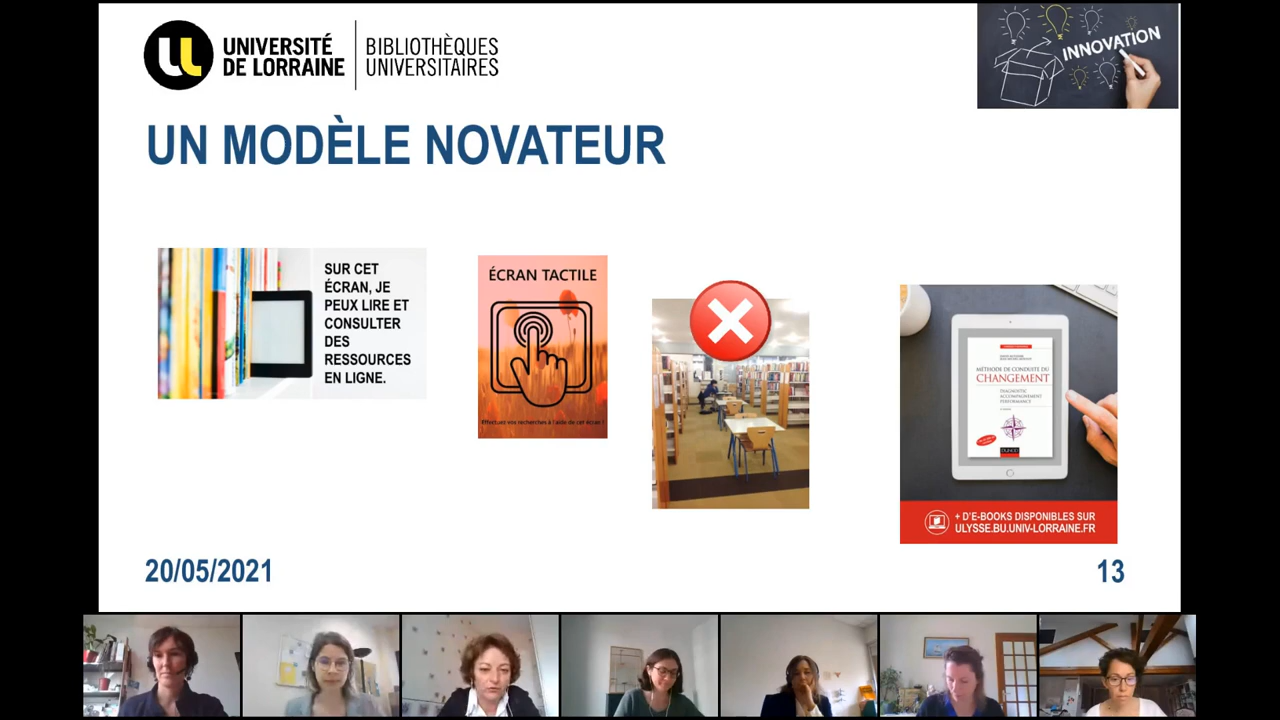 UNIVERSITÉ
DE LORRAINE
BIBLIOTHÈQUES
UNIVERSITAIRES
INNOVATION
UN MODÈLE NOVATEUR
SUR CET
ÉCRAN, JE
PEUX LIRE ET
CONSULTER
DES
RESSOURCES
EN LIGNE.
ÉCRAN TACTILE
Effectuez vos recherches à l'aide de cet écran !
MÉTHODE DE CONDUITE DU
CHANGEMENT
DIAGNOSTIC
ACCOMPAGNEMENT
PERFORMANCE
DUNOD
+ D'E-BOOKS DISPONIBLES SUR
ULYSSE.BU.UNIV-LORRAINE.FR
20/05/2021
13